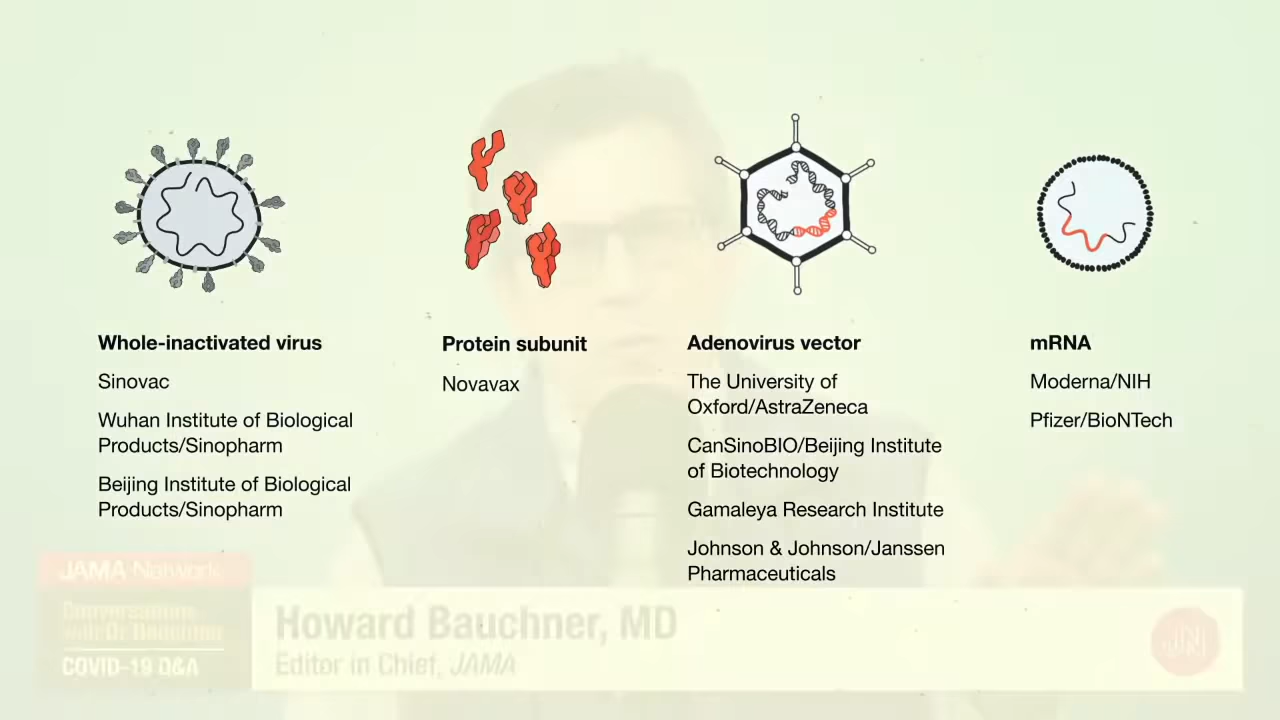 Whole-inactivated virus
Sinovac
Wuhan Institute of Biological
Products/Sinopharm
Beijing Institute of Biological
Products/Sinopharm
Protein subunit
Novavax
Adenovirus vector
The University of
Oxford/AstraZeneca
CanSinoBIO/Beijing Institute
of Biotechnology
Gamaleya Research Institute
Johnson & Johnson/Janssen
Pharmaceuticals
mRNA
Moderna/NIH
Pfizer/BioNTech
JAMA Network
Conversations
with Dr Bauchner
COVID-19 Q&A
Howard Bauchner, MD
Editor in Chief, JAMA